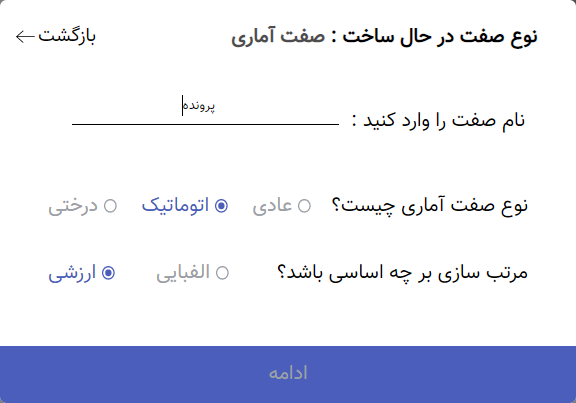 نوع صفت در حال ساخت : صفت آماری
بازگشت
نام صفت را وارد کنید : پرونده
نوع صفت آماری چیست؟ عادی اتوماتیک درختی
مرتب سازی بر چه اساسی باشد؟ الفبایی ارزشی
ادامه